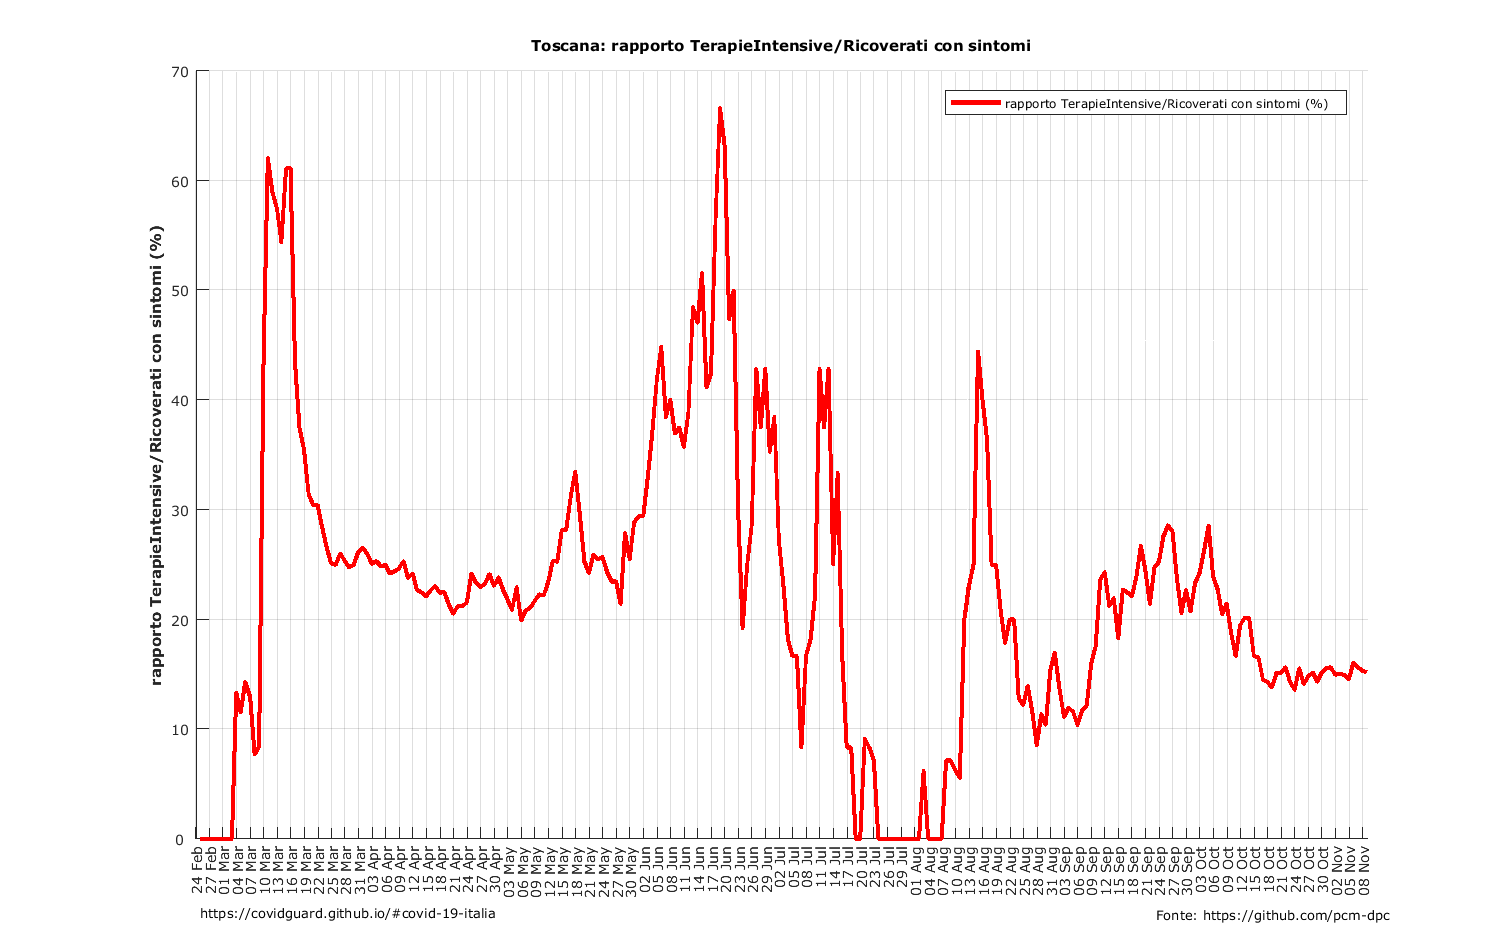 Toscana: rapporto TerapieIntensive/Ricoverati con sintomi
rapporto TerapieIntensive/Ricoverati con sintomi (%)
rapporto TerapieIntensive/Ricoverati con sintomi (%)
70
60
50
40
30
20
10
0
24 Feb
27 Feb
01 Mar
04 Mar
07 Mar
10 Mar
13 Mar
16 Mar
19 Mar
22 Mar
25 Mar
28 Mar
31 Mar
03 Apr
06 Apr
09 Apr
12 Apr
15 Apr
18 Apr
21 Apr
24 Apr
27 Apr
30 Apr
03 May
06 May
09 May
12 May
15 May
18 May
21 May
24 May
27 May
30 May
02 Jun
05 Jun
08 Jun
11 Jun
14 Jun
17 Jun
20 Jun
23 Jun
26 Jun
29 Jun
02 Jul
05 Jul
08 Jul
11 Jul
14 Jul
17 Jul
20 Jul
23 Jul
26 Jul
29 Jul
01 Aug
04 Aug
07 Aug
10 Aug
13 Aug
16 Aug
19 Aug
22 Aug
25 Aug
28 Aug
31 Aug
03 Sep
06 Sep
09 Sep
12 Sep
15 Sep
18 Sep
21 Sep
24 Sep
27 Sep
30 Sep
03 Oct
06 Oct
09 Oct
12 Oct
15 Oct
18 Oct
21 Oct
24 Oct
27 Oct
30 Oct
02 Nov
05 Nov
08 Nov
https://covidguard.github.io/#covid-19-italia
Fonte: https://github.com/pcm-dpc